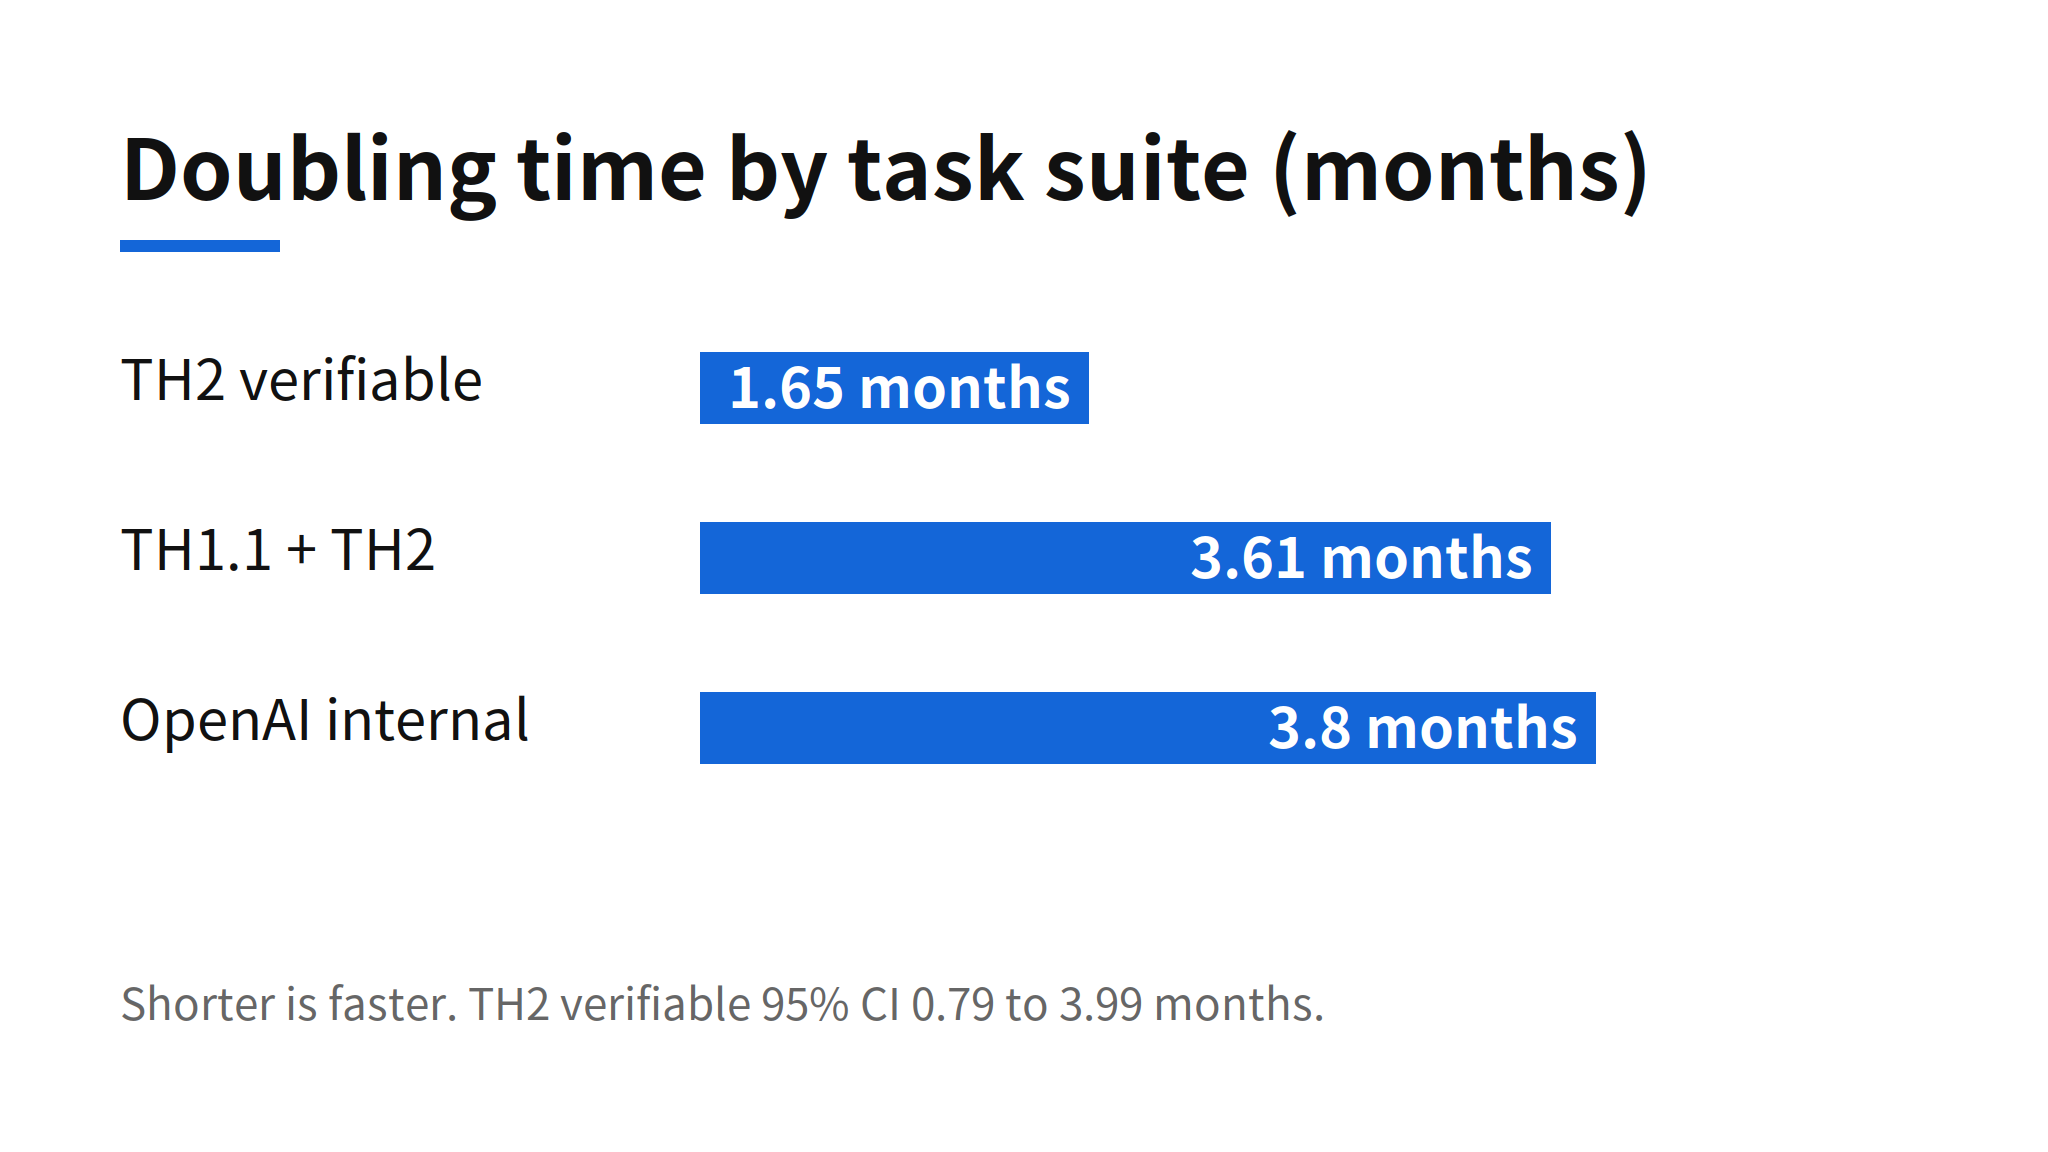 Doubling time by task suite (months)
TH2 verifiable
1.65 months
TH1.1 + TH2
3.61 months
OpenAI internal
3.8 months
Shorter is faster. TH2 verifiable 95% CI 0.79 to 3.99 months.